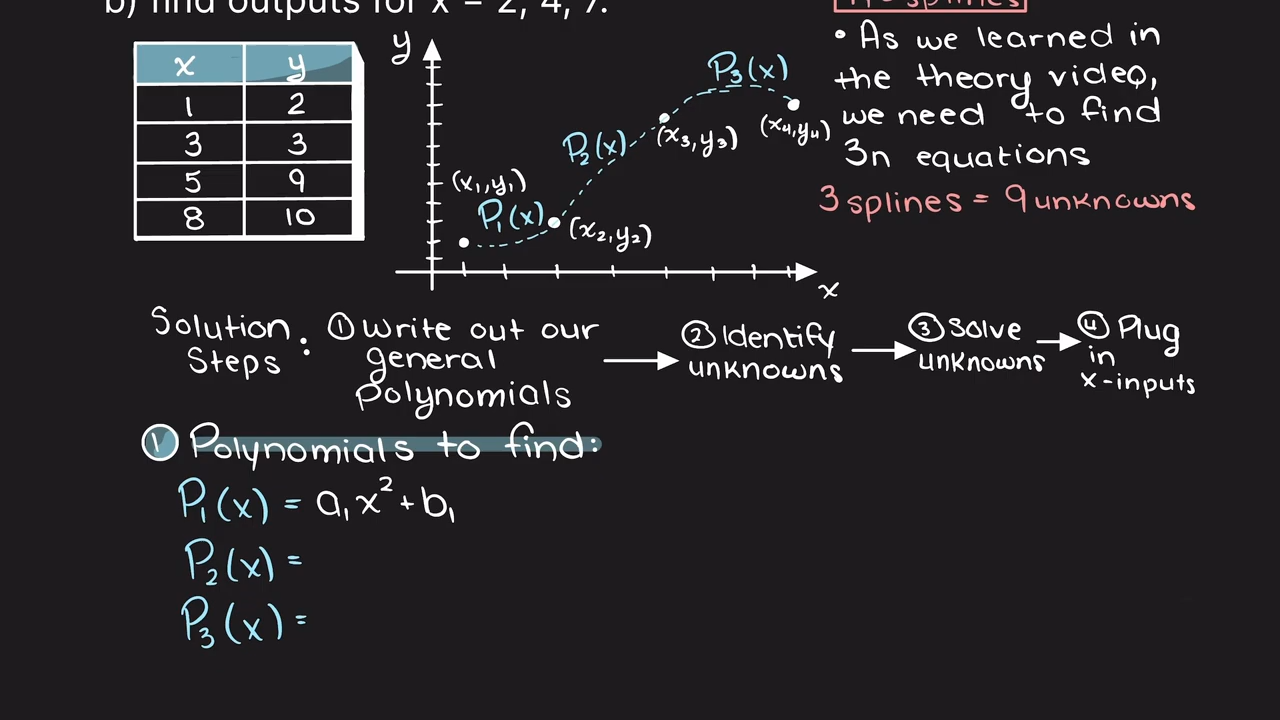 b) find outputs for x = 2, 4, 7.
x y
1 2
3 3
5 9
8 10
y
(x₁,y₁)
P₁(x)
(x₂,y₂)
P₂(x)
(x₃,y₃)
P₃(x)
(x₄,y₄)
x
• As we learned in
the theory video,
we need to find
3n equations
3 splines = 9 unknowns
Solution
Steps :
① Write out our
general
polynomials
② Identify
unknowns
③ Solve
unknowns
④ Plug
in
x-inputs
① Polynomials to find:
P₁(x) = a₁x² + b₁
P₂(x) =
P₃(x) =